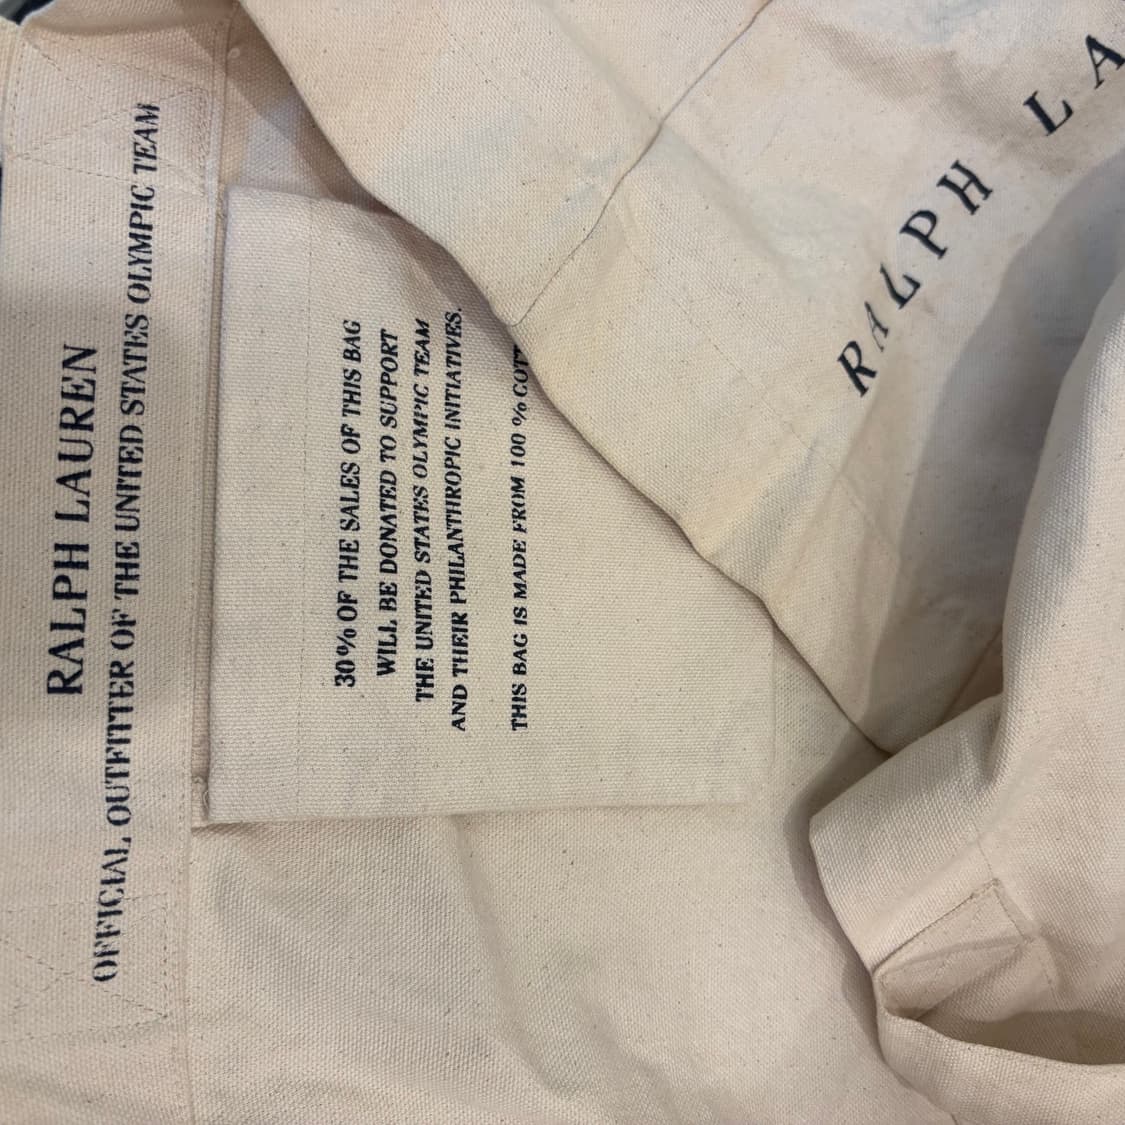 RALPH LAUREN
OFFICIAL OUTFITTER OF THE UNITED STATES OLYMPIC TEAM
30% OF THE SALES OF THIS BAG
WILL BE DONATED TO SUPPORT
THE UNITED STATES OLYMPIC TEAM
AND THEIR PHILANTHROPIC INITIATIVES.
THIS BAG IS MADE FROM 100 % COTT
RALPH LA